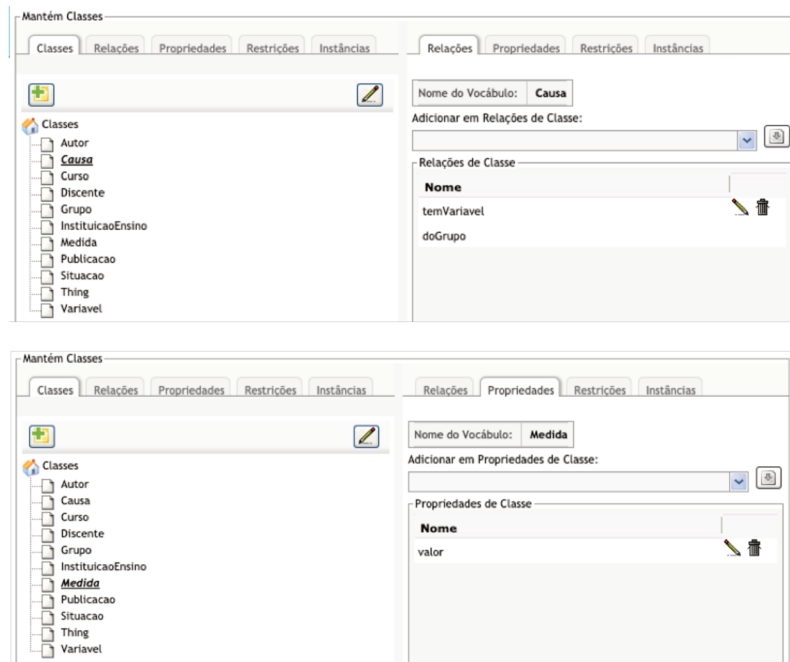 Mantém Classes
Classes Relações Propriedades Restrições Instâncias
Relações Propriedades Restrições Instâncias
Nome do Vocábulo: Causa
Adicionar em Relações de Classe:
Classes
Autor
Causa
Curso
Discente
Grupo
InstituicaoEnsino
Medida
Publicacao
Situacao
Thing
Variavel
Relações de Classe
Nome
temVariavel
doGrupo
Mantém Classes
Classes Relações Propriedades Restrições Instâncias
Relações Propriedades Restrições Instâncias
Nome do Vocábulo: Medida
Adicionar em Propriedades de Classe:
Classes
Autor
Causa
Curso
Discente
Grupo
InstituicaoEnsino
Medida
Publicacao
Situacao
Thing
Variavel
Propriedades de Classe
Nome
valor